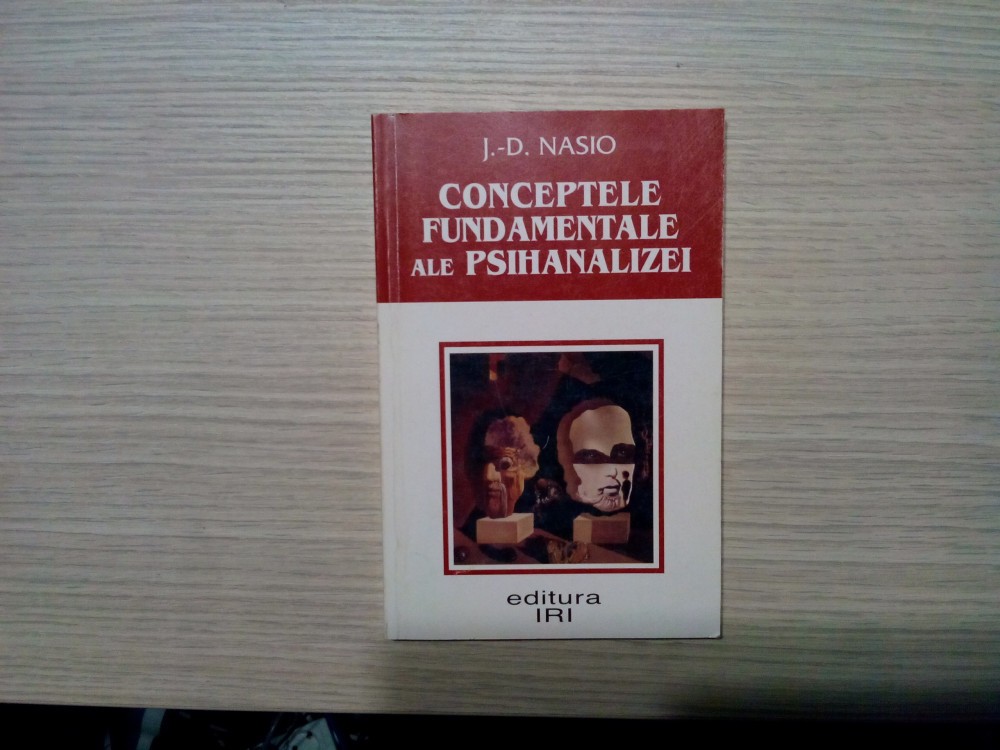 J.-D. NASIO
CONCEPTELE
FUNDAMENTALE
ALE PSIHANALIZEI
editura
IRI